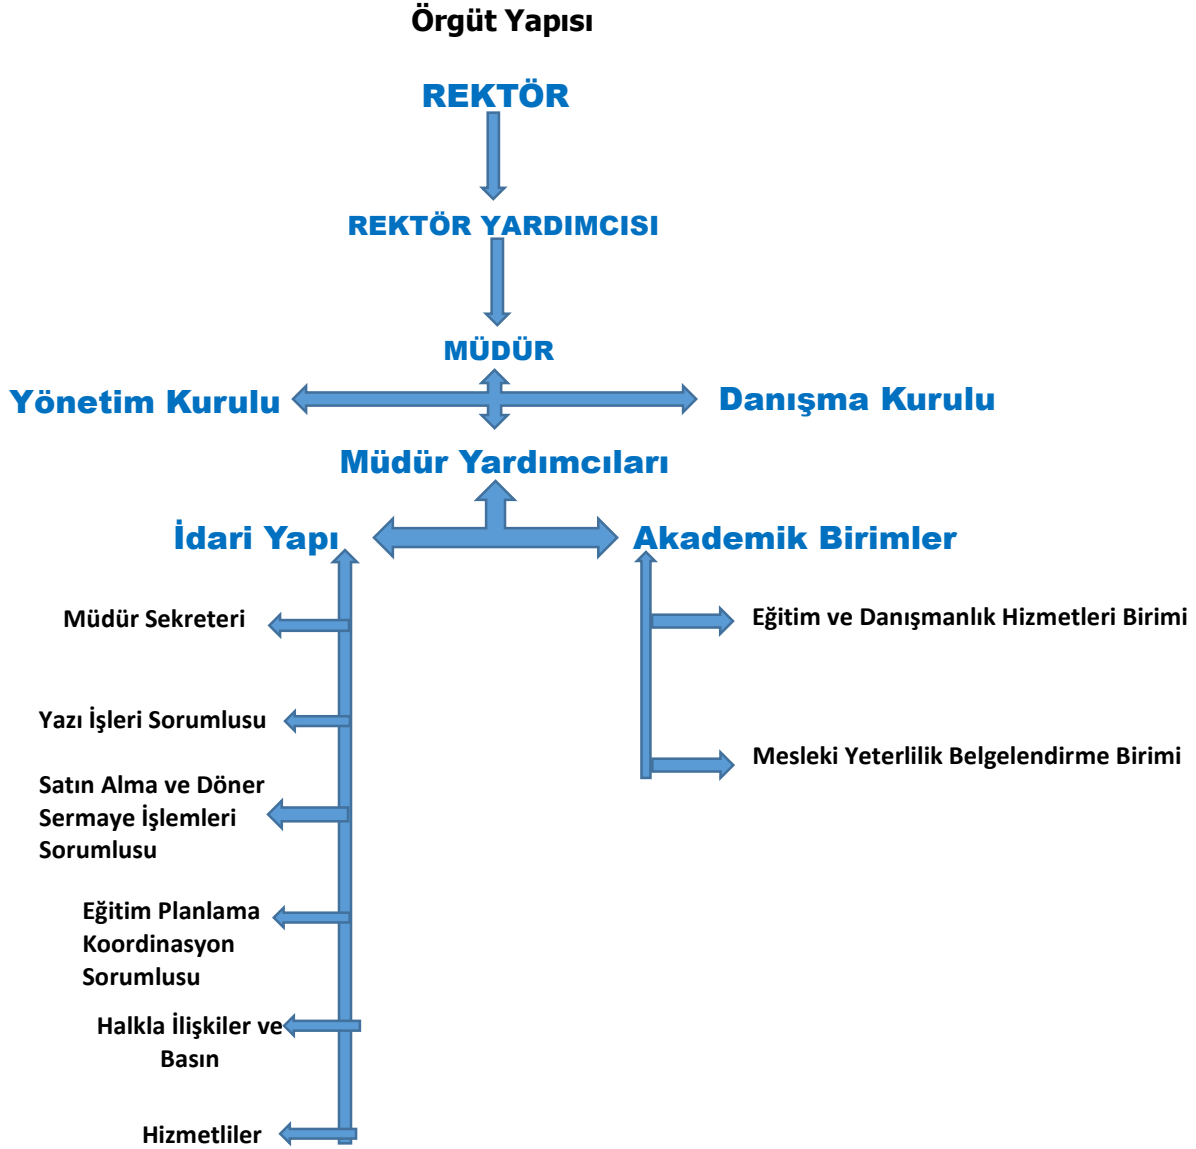 Örgüt Yapısı
REKTÖR
REKTÖR YARDIMCISI
MÜDÜR
Yönetim Kurulu
Danışma Kurulu
Müdür Yardımcıları
İdari Yapı
Akademik Birimler
Müdür Sekreteri
Yazı İşleri Sorumlusu
Satın Alma ve Döner
Sermaye İşlemleri
Sorumlusu
Eğitim Planlama
Koordinasyon
Sorumlusu
Halkla İlişkiler ve
Basın
Hizmetliler
Eğitim ve Danışmanlık Hizmetleri Birimi
Mesleki Yeterlilik Belgelendirme Birimi